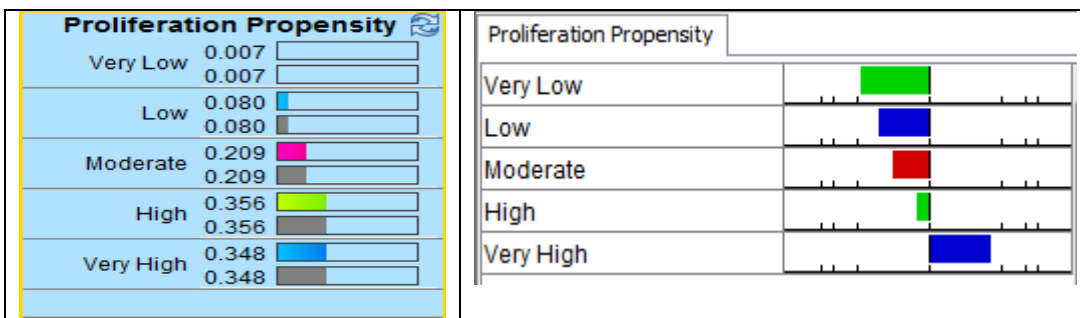 Proliferation Propensity
Very Low 0.007
0.007
Low 0.080
0.080
Moderate 0.209
0.209
High 0.356
0.356
Very High 0.348
0.348
Proliferation Propensity
Very Low
Low
Moderate
High
Very High